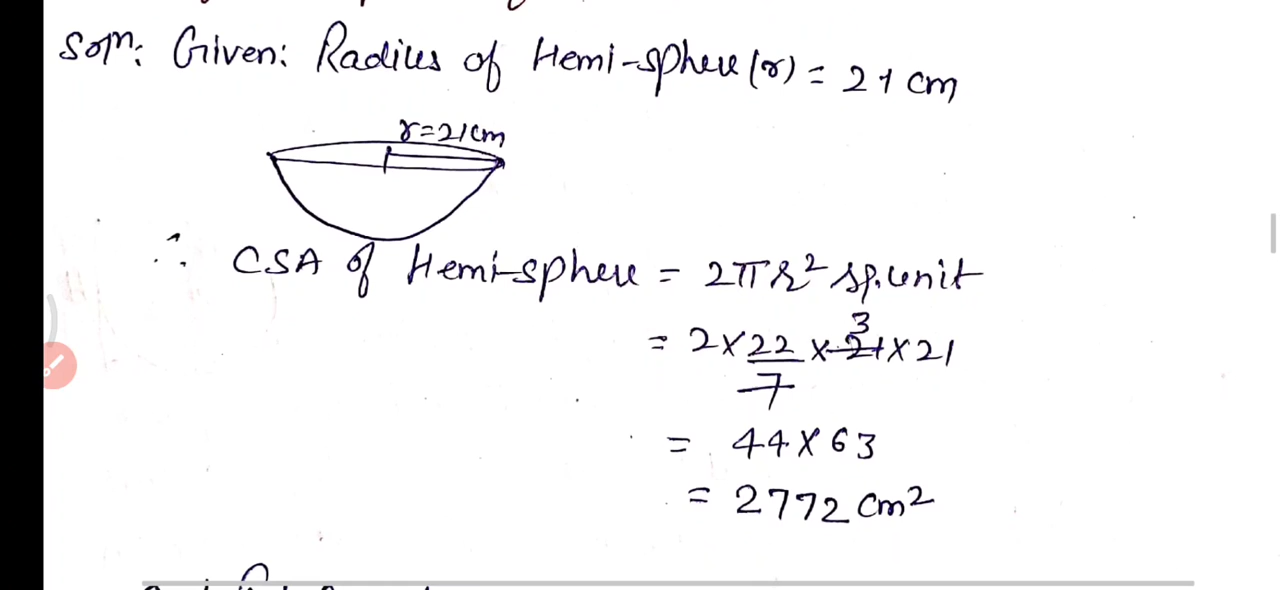 Soln: Given: Radius of Hemi-sphere (r) = 21 cm
r=21cm
∴ CSA of Hemi-sphere = 2πr² sq.unit
= 2 × 22/7 × 21 × 21
3
= 44 × 63
= 2772 cm²